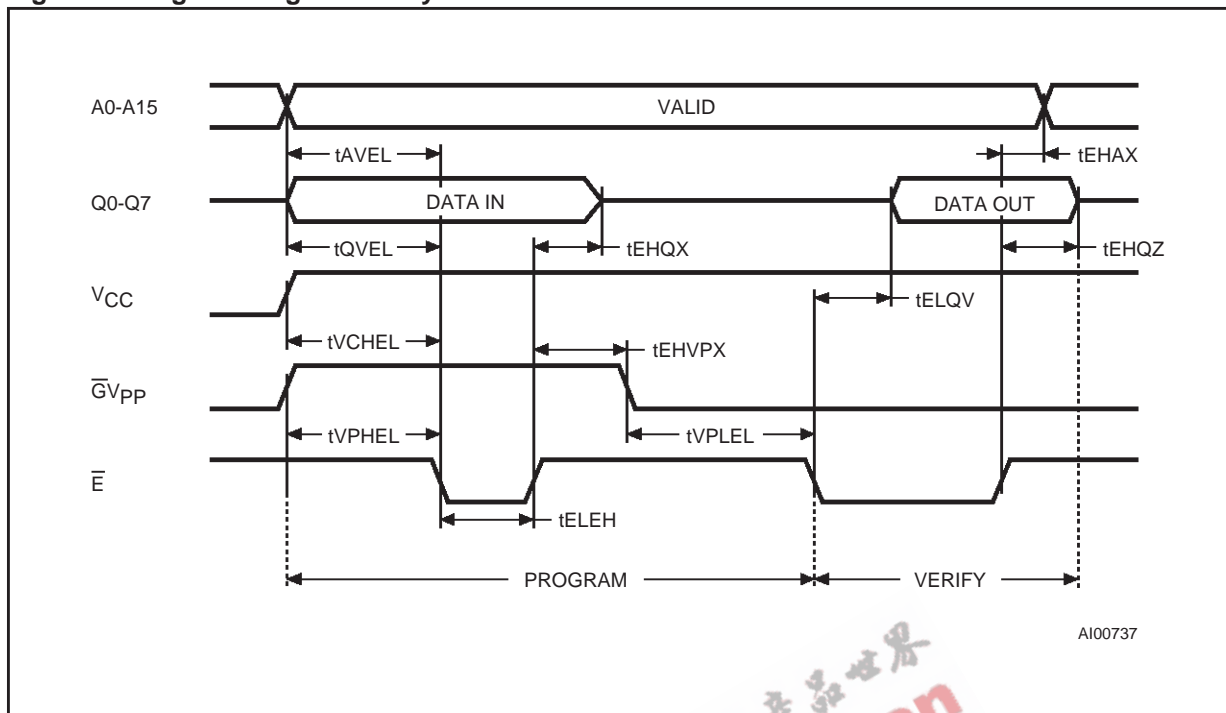 A0-A15
VALID
tAVEL
tEHAX
Q0-Q7
DATA IN
DATA OUT
tQVEL
tEHQX
tEHQZ
VCC
tELQV
tVCHEL
tEHVPX
G̅VPP
tVPHEL
tVPLEL
E̅
tELEH
PROGRAM
VERIFY
AI00737